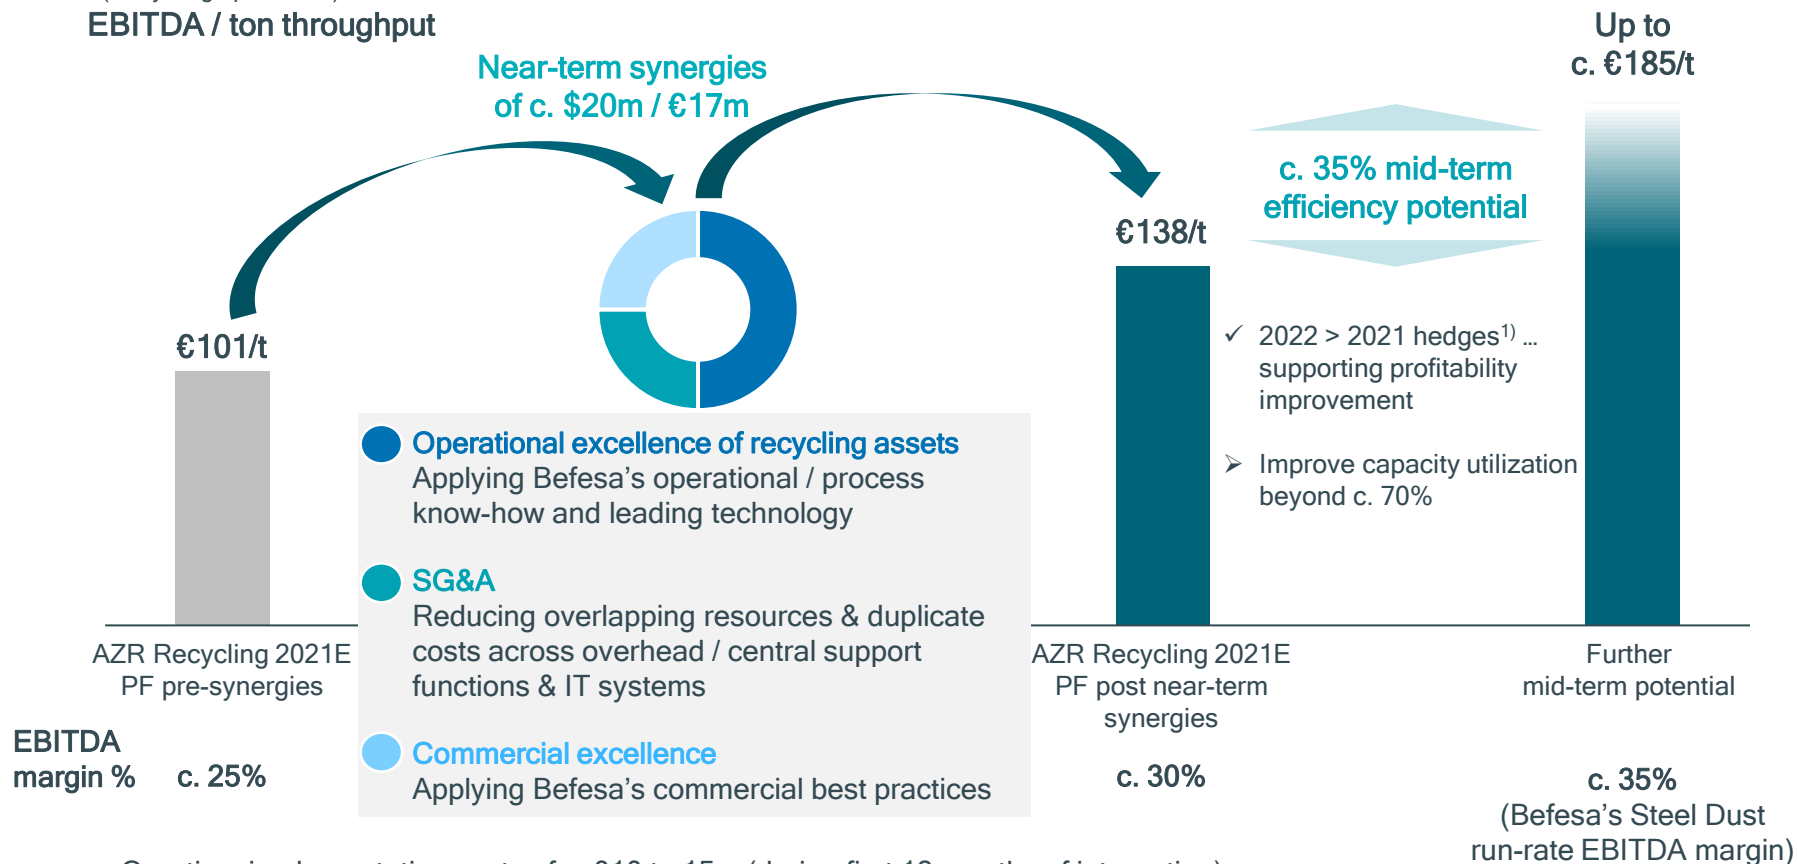 EBITDA / ton throughput
Up to
c. €185/t
Near-term synergies
of c. $20m / €17m
c. 35% mid-term
efficiency potential
€138/t
€101/t
✓ 2022 > 2021 hedges1) ...
supporting profitability
improvement
➢ Improve capacity utilization
beyond c. 70%
Operational excellence of recycling assets
Applying Befesa's operational / process
know-how and leading technology
SG&A
Reducing overlapping resources & duplicate
costs across overhead / central support
functions & IT systems
Commercial excellence
Applying Befesa's commercial best practices
AZR Recycling 2021E
PF pre-synergies
AZR Recycling 2021E
PF post near-term
synergies
Further
mid-term potential
EBITDA
margin %
c. 25%
c. 30%
c. 35%
(Befesa's Steel Dust
run-rate EBITDA margin)